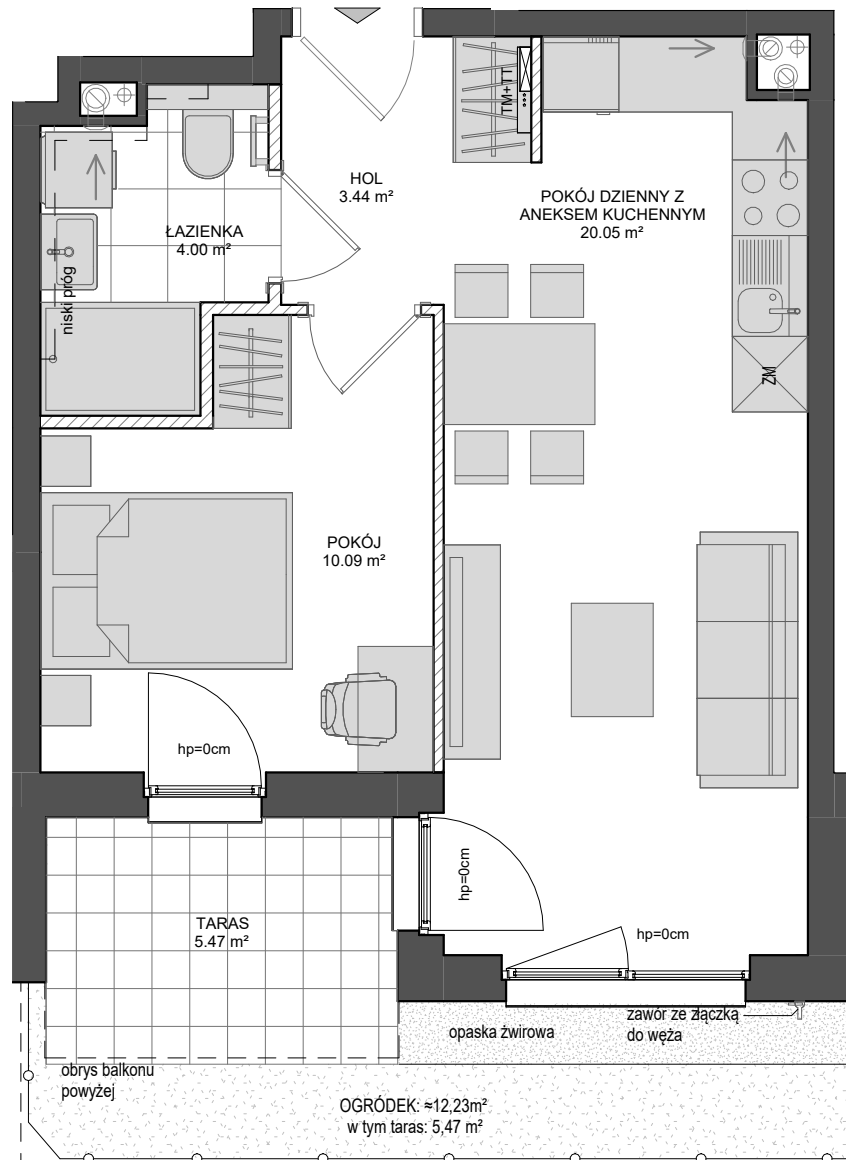 TM+TT
HOL
3.44 m²
POKÓJ DZIENNY Z
ANEKSEM KUCHENNYM
20.05 m²
ŁAZIENKA
4.00 m²
niski próg
ZM
POKÓJ
10.09 m²
hp=0cm
hp=0cm
TARAS
5.47 m²
hp=0cm
zawór ze złączką
do węża
opaska żwirowa
obrys balkonu
powyżej
OGRÓDEK: ≈12,23m²
w tym taras: 5,47 m²